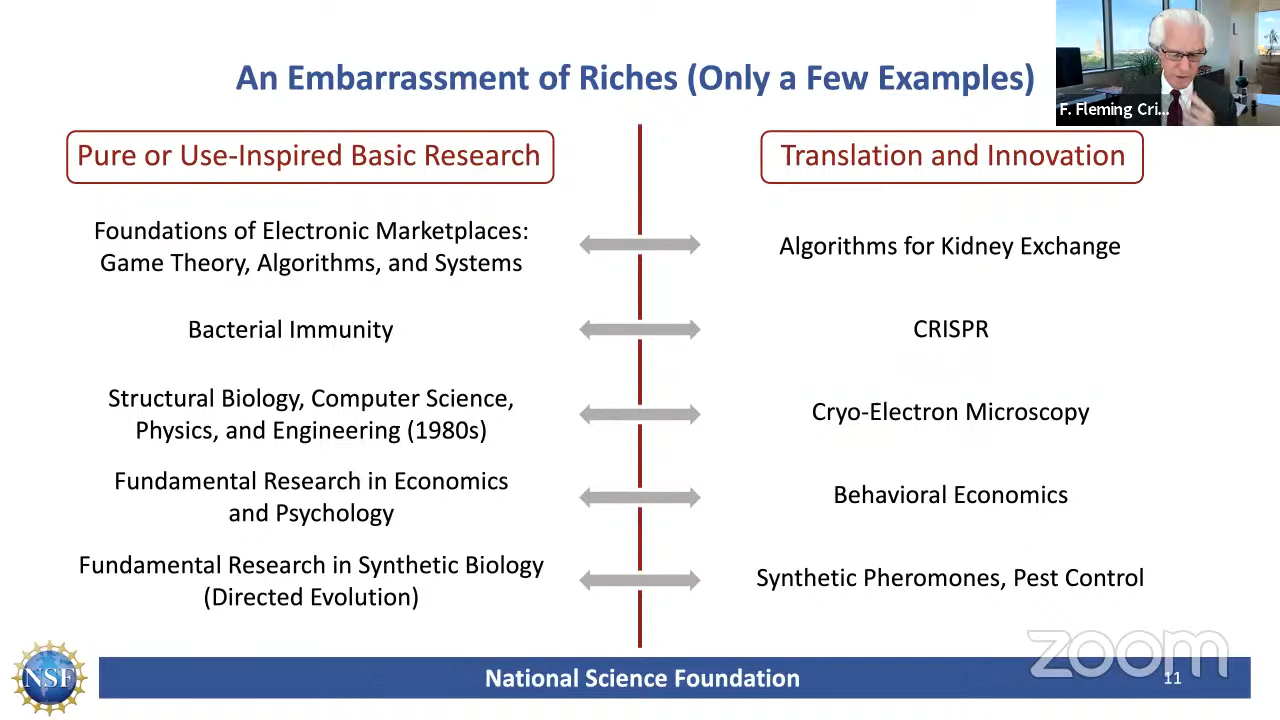 An Embarrassment of Riches (Only a Few Examples)
F. Fleming Cri...
Pure or Use-Inspired Basic Research
Translation and Innovation
Foundations of Electronic Marketplaces:
Game Theory, Algorithms, and Systems
Algorithms for Kidney Exchange
Bacterial Immunity
CRISPR
Structural Biology, Computer Science,
Physics, and Engineering (1980s)
Cryo-Electron Microscopy
Fundamental Research in Economics
and Psychology
Behavioral Economics
Fundamental Research in Synthetic Biology
(Directed Evolution)
Synthetic Pheromones, Pest Control
zoom
NSF
National Science Foundation
11